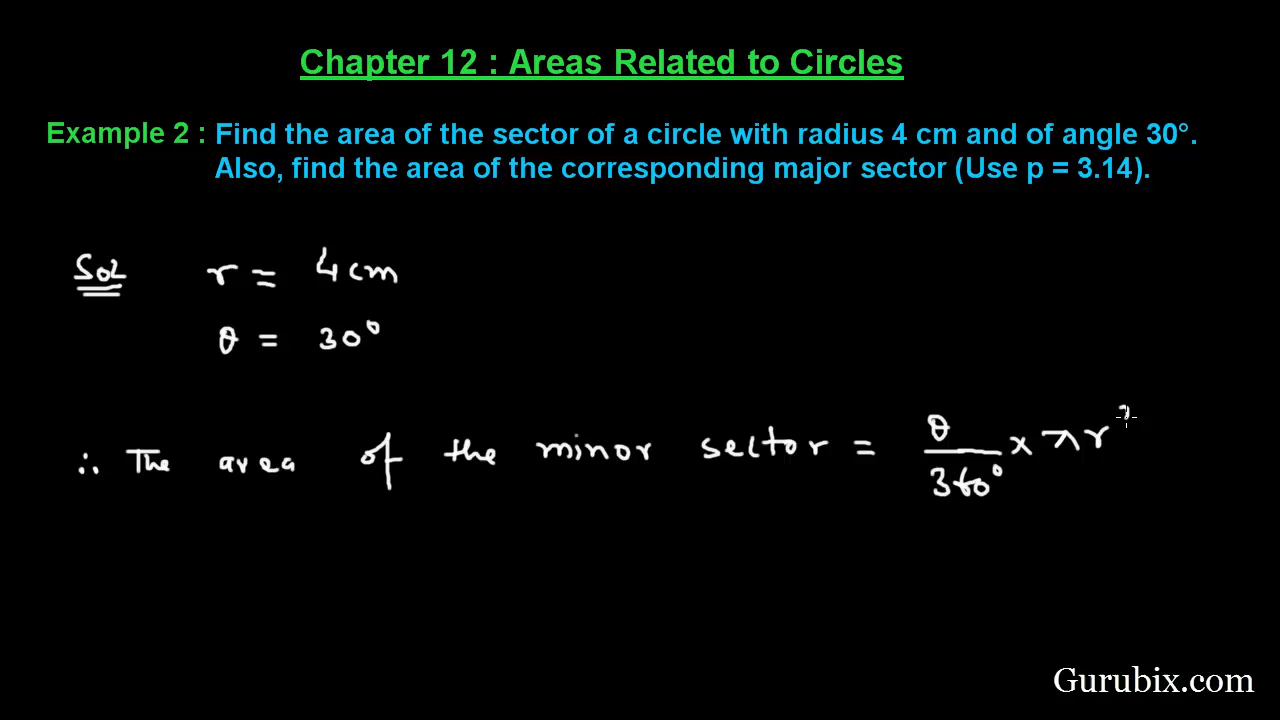 Chapter 12 : Areas Related to Circles
Example 2 : Find the area of the sector of a circle with radius 4 cm and of angle 30°.
Also, find the area of the corresponding major sector (Use p = 3.14).
Sol r = 4 cm
θ = 30°
∴ The area of the minor sector = θ/360° × πr²
Gurubix.com